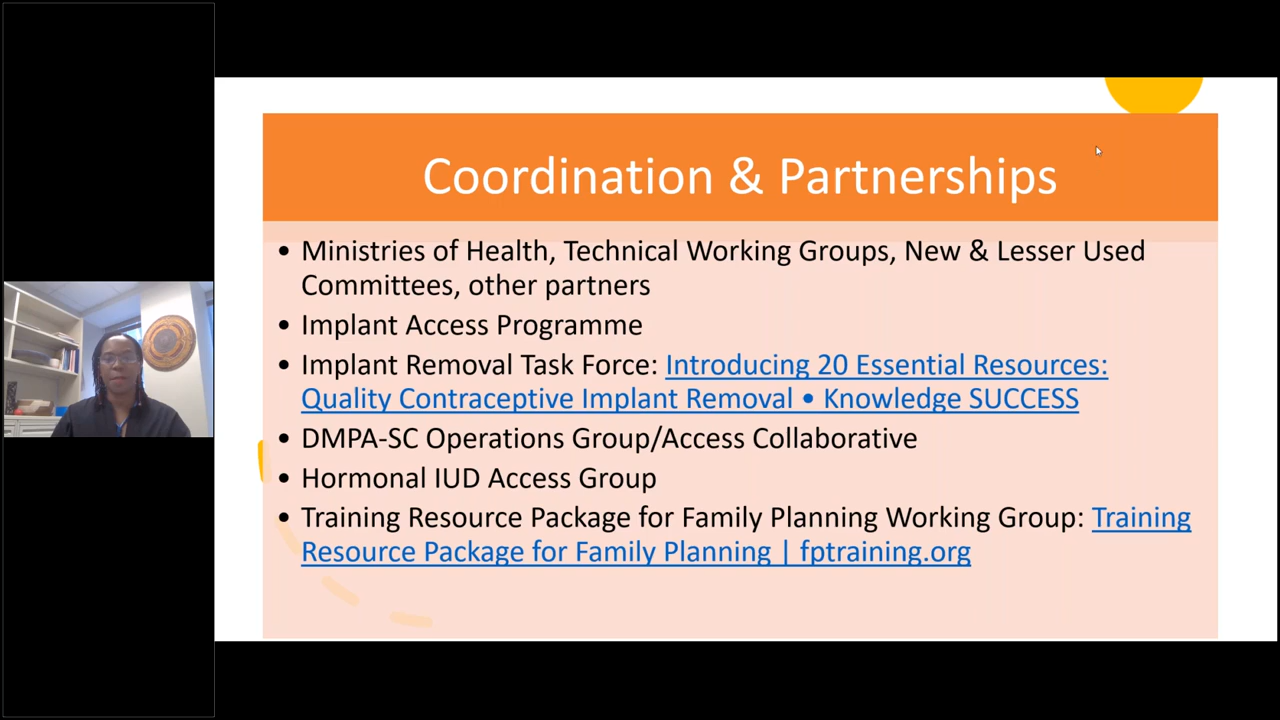 Coordination & Partnerships
• Ministries of Health, Technical Working Groups, New & Lesser Used
Committees, other partners
• Implant Access Programme
• Implant Removal Task Force: Introducing 20 Essential Resources:
Quality Contraceptive Implant Removal • Knowledge SUCCESS
• DMPA-SC Operations Group/Access Collaborative
• Hormonal IUD Access Group
• Training Resource Package for Family Planning Working Group: Training
Resource Package for Family Planning | fptraining.org